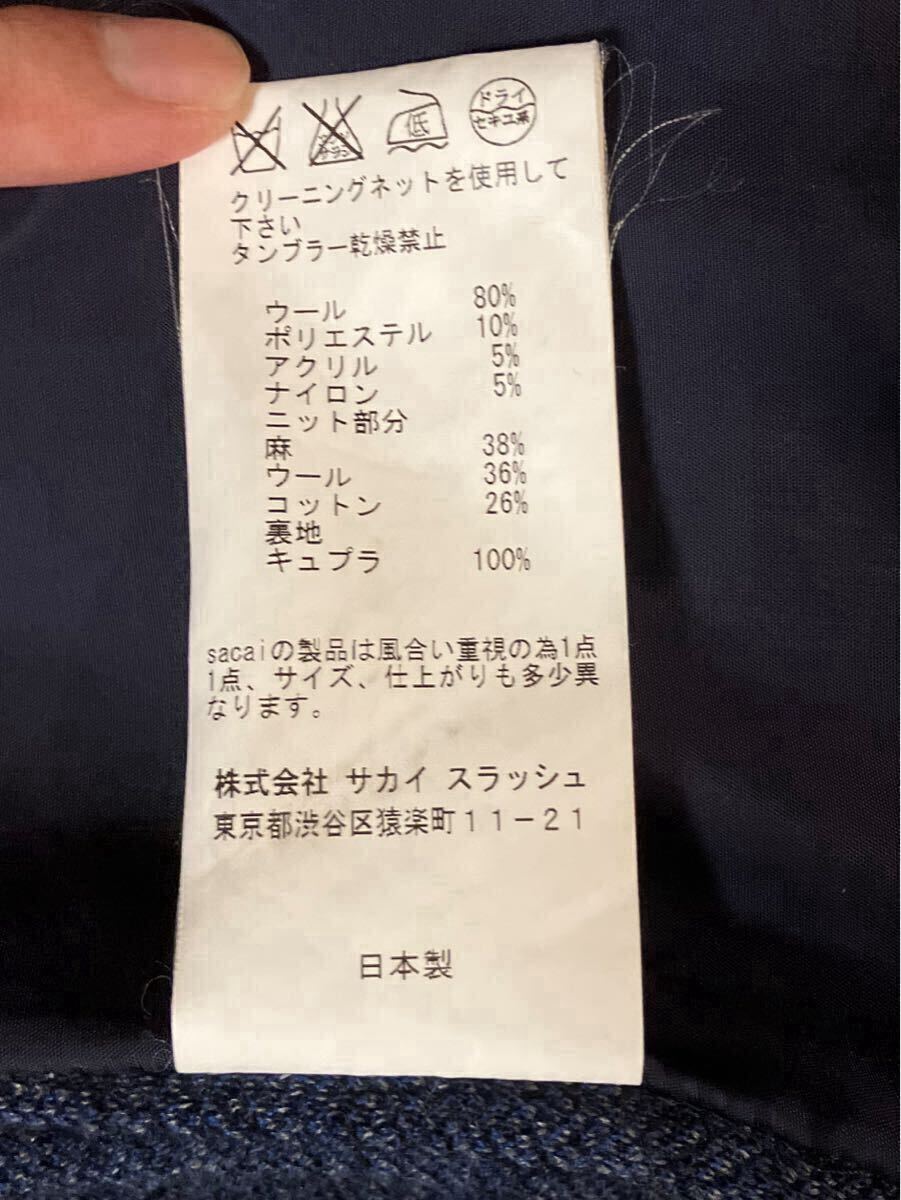 低
ドライ
セキユ系
クリーニングネットを使用して
下さい
タンブラー乾燥禁止
ウール 80%
ポリエステル 10%
アクリル 5%
ナイロン 5%
ニット部分
麻 38%
ウール 36%
コットン 26%
裏地
キュプラ 100%
sacaiの製品は風合い重視の為1点
1点、サイズ、仕上がりも多少異
なります。
株式会社 サカイ スラッシュ
東京都渋谷区猿楽町11-21
日本製